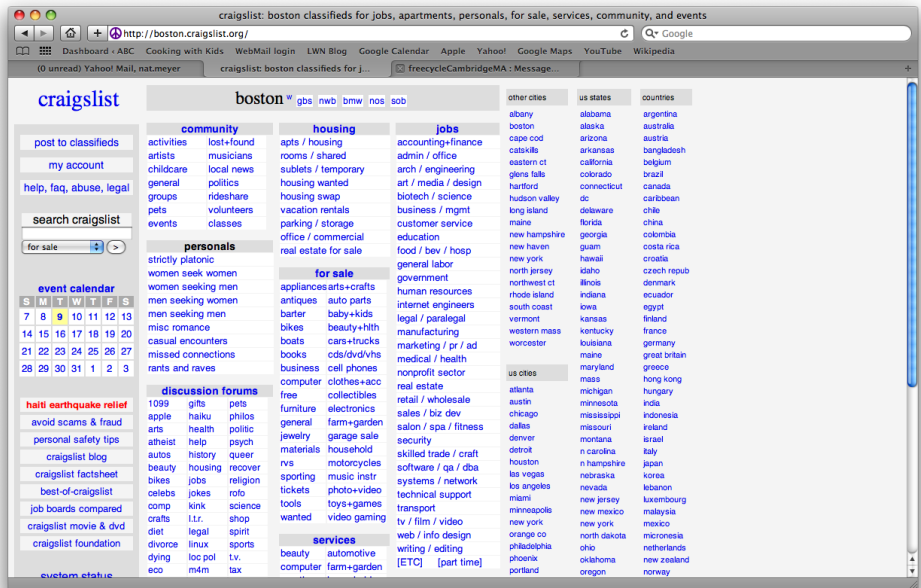 craigslist: boston classifieds for jobs, apartments, personals, for sale, services, community, and events
http://boston.craigslist.org/
Google
Dashboard ‹ ABC Cooking with Kids WebMail login LWN Blog Google Calendar Apple Yahoo! Google Maps YouTube Wikipedia
(0 unread) Yahoo! Mail, nat.meyer
craigslist: boston classifieds for j...
freecycleCambridgeMA : Message...
craigslist
post to classifieds
my account
help, faq, abuse, legal
search craigslist
for sale >
event calendar
S M T W T F S
7 8 9 10 11 12 13
14 15 16 17 18 19 20
21 22 23 24 25 26 27
28 29 30 31 1 2 3
haiti earthquake relief
avoid scams & fraud
personal safety tips
craigslist blog
craigslist factsheet
best-of-craigslist
job boards compared
craigslist movie & dvd
craigslist foundation
system status
boston w gbs nwb bmw nos sob
community
activities lost+found
artists musicians
childcare local news
general politics
groups rideshare
pets volunteers
events classes
personals
strictly platonic
women seek women
women seeking men
men seeking women
men seeking men
misc romance
casual encounters
missed connections
rants and raves
discussion forums
1099 gifts pets
apple haiku philos
arts health politic
atheist help psych
autos history queer
beauty housing recover
bikes jobs religion
celebs jokes rofo
comp kink science
crafts l.t.r. shop
diet legal spirit
divorce linux sports
dying loc pol t.v.
eco m4m tax
housing
apts / housing
rooms / shared
sublets / temporary
housing wanted
housing swap
vacation rentals
parking / storage
office / commercial
real estate for sale
for sale
appliances arts+crafts
antiques auto parts
barter baby+kids
bikes beauty+hlth
boats cars+trucks
books cds/dvd/vhs
business cell phones
computer clothes+acc
free collectibles
furniture electronics
general farm+garden
jewelry garage sale
materials household
rvs motorcycles
sporting music instr
tickets photo+video
tools toys+games
wanted video gaming
services
beauty automotive
computer farm+garden
jobs
accounting+finance
admin / office
arch / engineering
art / media / design
biotech / science
business / mgmt
customer service
education
food / bev / hosp
general labor
government
human resources
internet engineers
legal / paralegal
manufacturing
marketing / pr / ad
medical / health
nonprofit sector
real estate
retail / wholesale
sales / biz dev
salon / spa / fitness
security
skilled trade / craft
software / qa / dba
systems / network
technical support
transport
tv / film / video
web / info design
writing / editing
[ETC] [part time]
other cities
albany
boston
cape cod
catskills
eastern ct
glens falls
hartford
hudson valley
long island
maine
new hampshire
new haven
new york
north jersey
northwest ct
rhode island
south coast
vermont
western mass
worcester
us cities
atlanta
austin
chicago
dallas
denver
detroit
houston
las vegas
los angeles
miami
minneapolis
new york
orange co
philadelphia
phoenix
portland
us states
alabama
alaska
arizona
arkansas
california
colorado
connecticut
dc
delaware
florida
georgia
guam
hawaii
idaho
illinois
indiana
iowa
kansas
kentucky
louisiana
maine
maryland
mass
michigan
minnesota
mississippi
missouri
montana
n carolina
n hampshire
nebraska
nevada
new jersey
new mexico
new york
north dakota
ohio
oklahoma
oregon
countries
argentina
australia
austria
bangladesh
belgium
brazil
canada
caribbean
chile
china
colombia
costa rica
croatia
czech repub
denmark
ecuador
egypt
finland
france
germany
great britain
greece
hong kong
hungary
india
indonesia
ireland
israel
italy
japan
korea
lebanon
luxembourg
malaysia
mexico
micronesia
netherlands
new zealand
norway